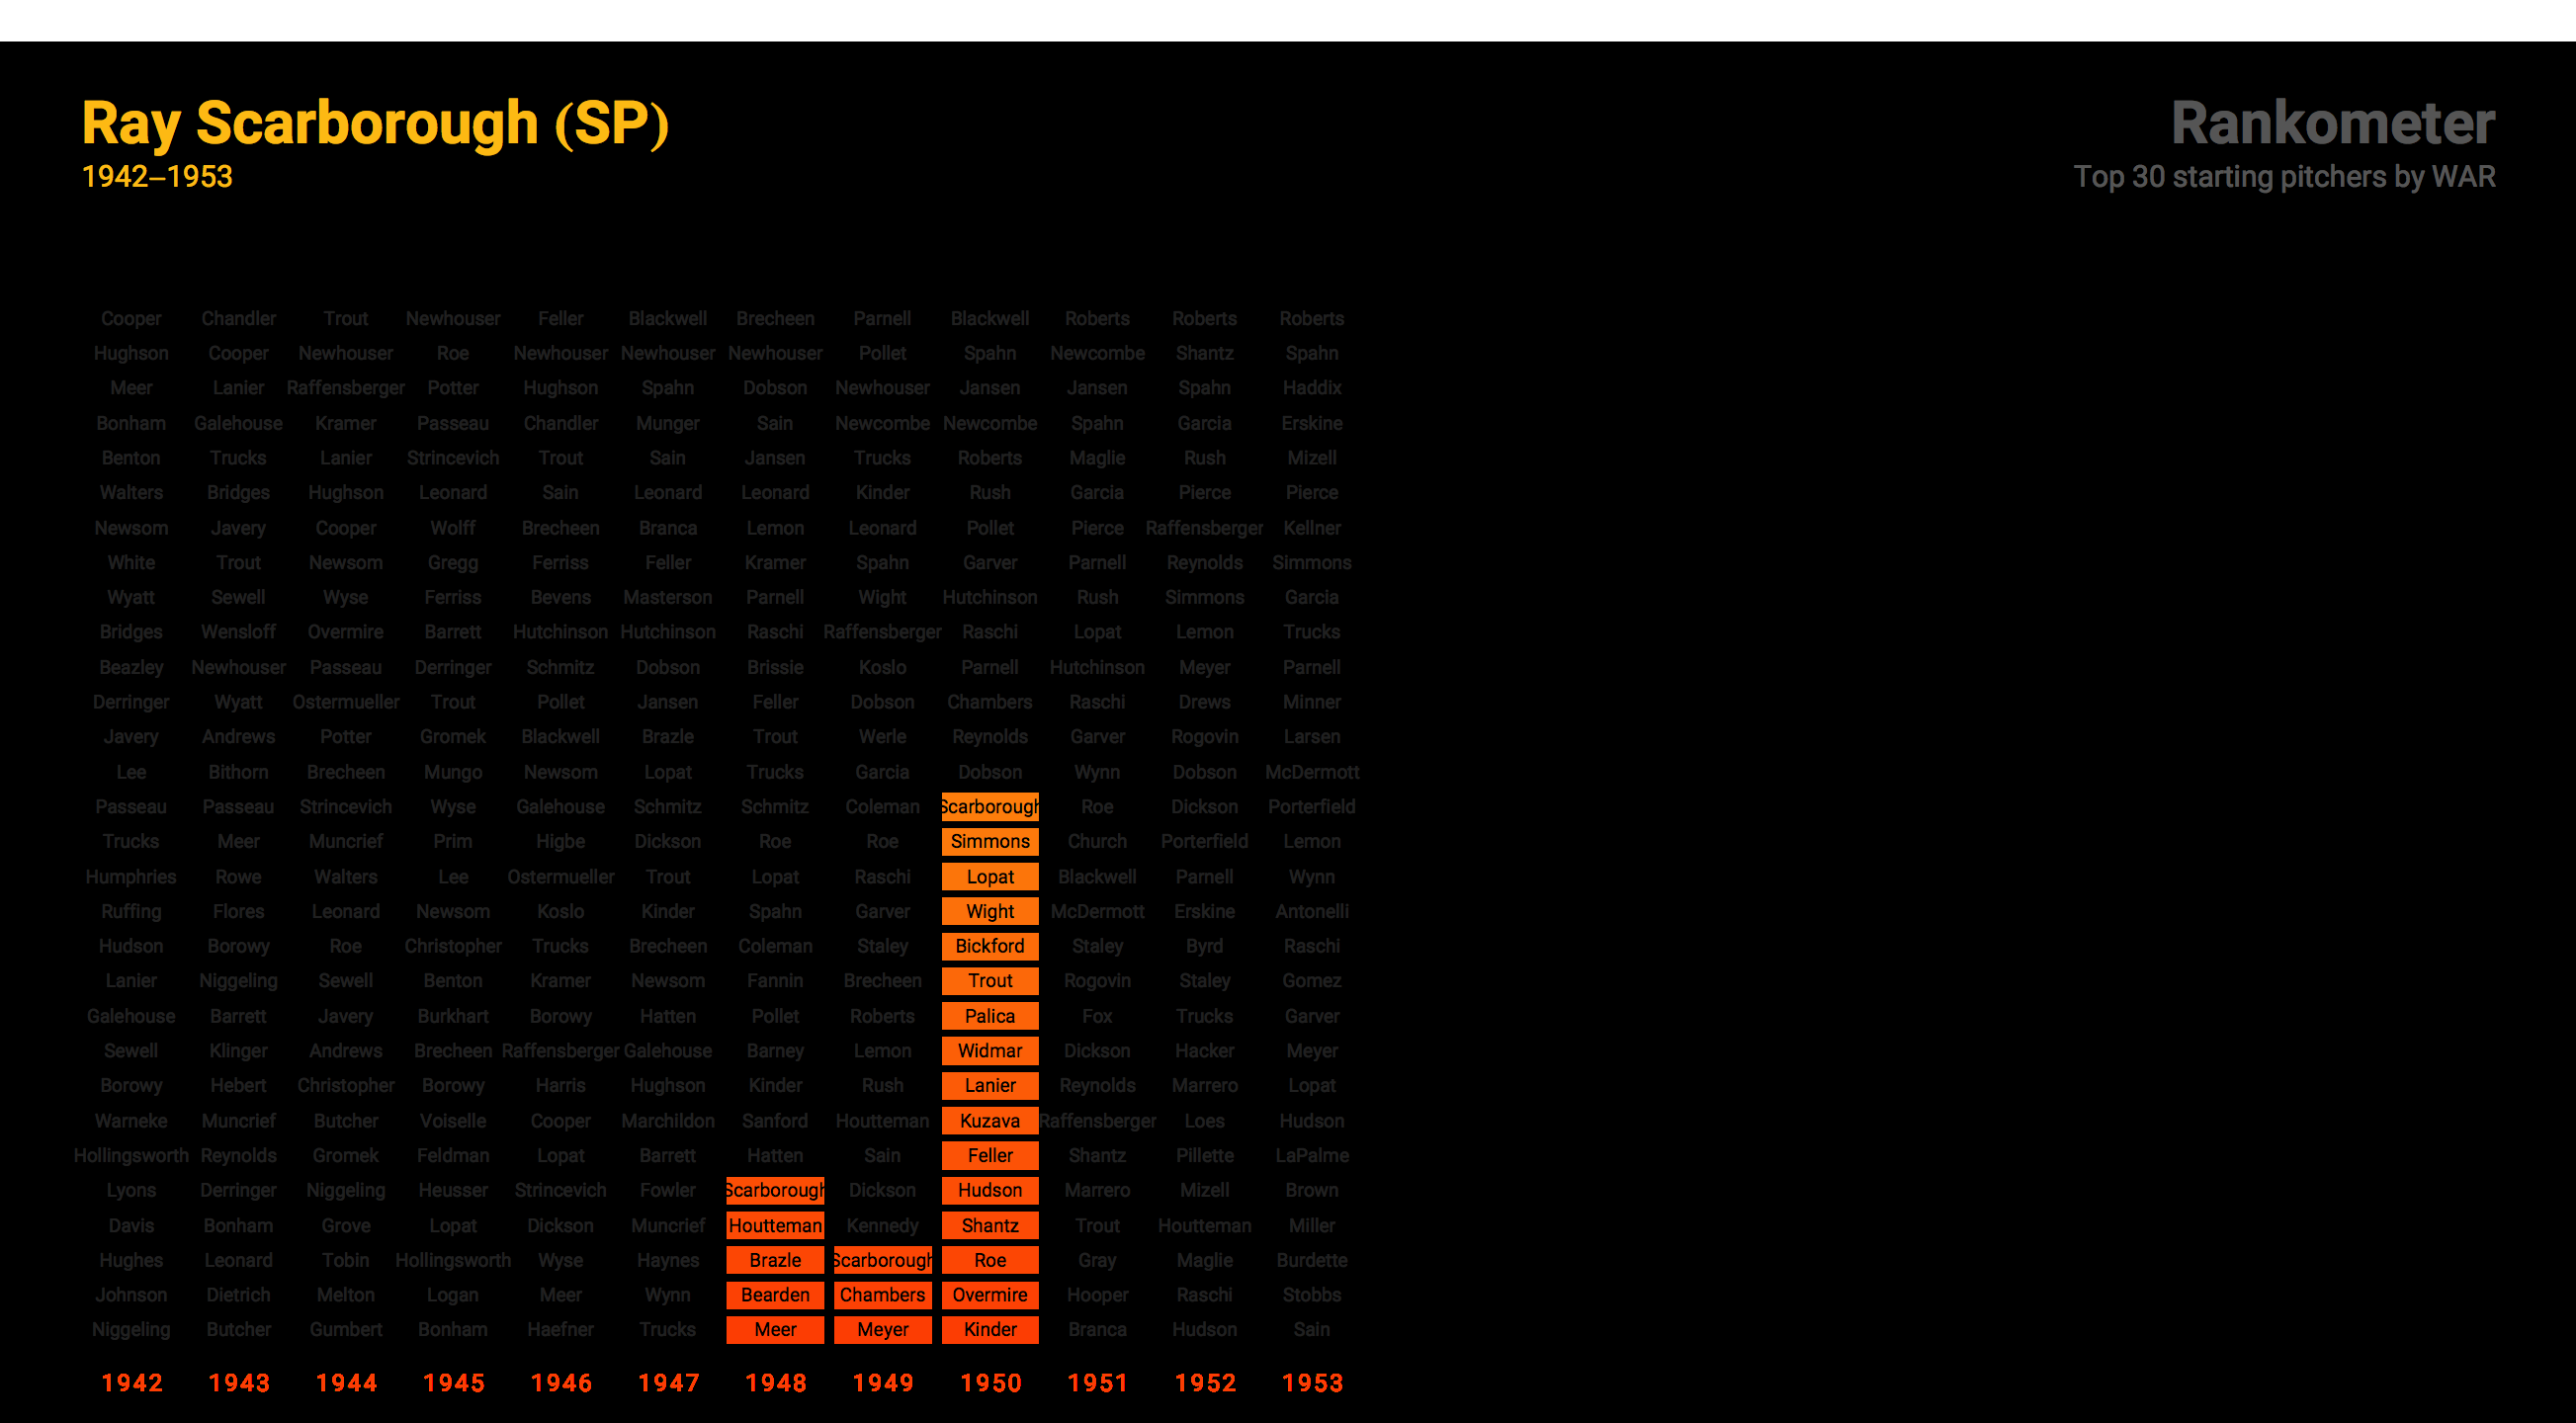 Ray Scarborough (SP)
1942–1953
Rankometer
Top 30 starting pitchers by WAR
Cooper Chandler Trout Newhouser Feller Blackwell Brecheen Parnell Blackwell Roberts Roberts Roberts
Hughson Cooper Newhouser Roe Newhouser Newhouser Newhouser Pollet Spahn Newcombe Shantz Spahn
Meer Lanier Raffensberger Potter Hughson Spahn Dobson Newhouser Jansen Jansen Spahn Haddix
Bonham Galehouse Kramer Passeau Chandler Munger Sain Newcombe Newcombe Spahn Garcia Erskine
Benton Trucks Lanier Strincevich Trout Sain Jansen Trucks Roberts Maglie Rush Mizell
Walters Bridges Hughson Leonard Sain Leonard Leonard Kinder Rush Garcia Pierce Pierce
Newsom Javery Cooper Wolff Brecheen Branca Lemon Leonard Pollet Pierce Raffensberger Kellner
White Trout Newsom Gregg Ferriss Feller Kramer Spahn Garver Parnell Reynolds Simmons
Wyatt Sewell Wyse Ferriss Bevens Masterson Parnell Wight Hutchinson Rush Simmons Garcia
Bridges Wensloff Overmire Barrett Hutchinson Hutchinson Raschi Raffensberger Raschi Lopat Lemon Trucks
Beazley Newhouser Passeau Derringer Schmitz Dobson Brissie Koslo Parnell Hutchinson Meyer Parnell
Derringer Wyatt Ostermueller Trout Pollet Jansen Feller Dobson Chambers Raschi Drews Minner
Javery Andrews Potter Gromek Blackwell Brazle Trout Werle Reynolds Garver Rogovin Larsen
Lee Bithorn Brecheen Mungo Newsom Lopat Trucks Garcia Dobson Wynn Dobson McDermott
Passeau Passeau Strincevich Wyse Galehouse Schmitz Schmitz Coleman Scarborough Roe Dickson Porterfield
Trucks Meer Muncrief Prim Higbe Dickson Roe Roe Simmons Church Porterfield Lemon
Humphries Rowe Walters Lee Ostermueller Trout Lopat Raschi Lopat Blackwell Parnell Wynn
Ruffing Flores Leonard Newsom Koslo Kinder Spahn Garver Wight McDermott Erskine Antonelli
Hudson Borowy Roe Christopher Trucks Brecheen Coleman Staley Bickford Staley Byrd Raschi
Lanier Niggeling Sewell Benton Kramer Newsom Fannin Brecheen Trout Rogovin Staley Gomez
Galehouse Barrett Javery Burkhart Borowy Hatten Pollet Roberts Palica Fox Trucks Garver
Sewell Klinger Andrews Brecheen Raffensberger Galehouse Barney Lemon Widmar Dickson Hacker Meyer
Borowy Hebert Christopher Borowy Harris Hughson Kinder Rush Lanier Reynolds Marrero Lopat
Warneke Muncrief Butcher Voiselle Cooper Marchildon Sanford Houtteman Kuzava Raffensberger Loes Hudson
Hollingsworth Reynolds Gromek Feldman Lopat Barrett Hatten Sain Feller Shantz Pillette LaPalme
Lyons Derringer Niggeling Heusser Strincevich Fowler Scarborough Dickson Hudson Marrero Mizell Brown
Davis Bonham Grove Lopat Dickson Muncrief Houtteman Kennedy Shantz Trout Houtteman Miller
Hughes Leonard Tobin Hollingsworth Wyse Haynes Brazle Scarborough Roe Gray Maglie Burdette
Johnson Dietrich Melton Logan Meer Wynn Bearden Chambers Overmire Hooper Raschi Stobbs
Niggeling Butcher Gumbert Bonham Haefner Trucks Meer Meyer Kinder Branca Hudson Sain
1942 1943 1944 1945 1946 1947 1948 1949 1950 1951 1952 1953